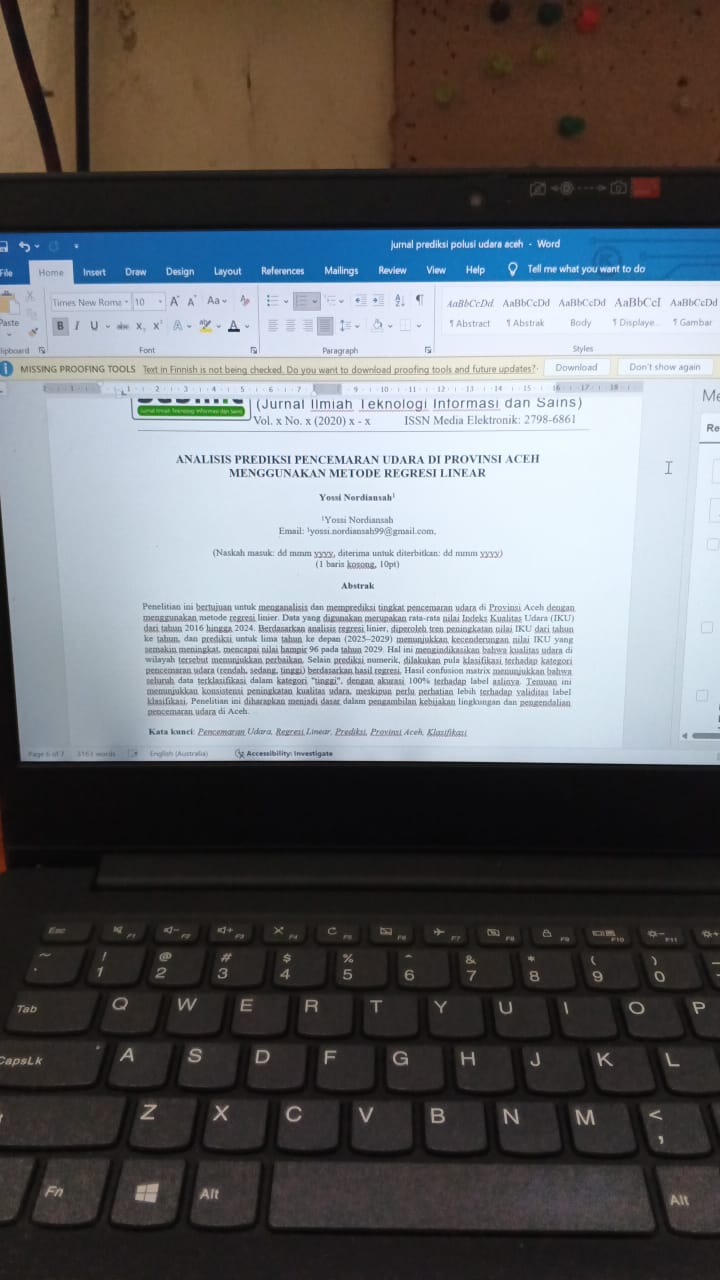 jurnal prediksi polusi udara aceh - Word
File Home Insert Draw Design Layout References Mailings Review View Help Tell me what you want to do
Paste
Times New Roma 10 A A Aa
B I U abc X₂ X² A A
AaBbCcDd AaBbCcDd AaBbCcDd AaBbCcI AaBbCcDd
¶ Abstract ¶ Abstrak Body ¶ Displaye... ¶ Gambar
lipboard Font Paragraph Styles
MISSING PROOFING TOOLS Text in Finnish is not being checked. Do you want to download proofing tools and future updates? Download Don't show again
Me
Re
(Jurnal Ilmiah Teknologi Informasi dan Sains)
Jurnal Ilmiah Teknologi Informasi dan Sains
Vol. x No. x (2020) x - x ISSN Media Elektronik: 2798-6861
ANALISIS PREDIKSI PENCEMARAN UDARA DI PROVINSI ACEH
MENGGUNAKAN METODE REGRESI LINEAR
Yossi Nordiansah¹
¹Yossi Nordiansah
Email: ¹yossi.nordiansah99@gmail.com,
(Naskah masuk: dd mmm yyyy, diterima untuk diterbitkan: dd mmm yyyy)
(1 baris kosong, 10pt)
Abstrak
Penelitian ini bertujuan untuk menganalisis dan memprediksi tingkat pencemaran udara di Provinsi Aceh dengan
menggunakan metode regresi linier. Data yang digunakan merupakan rata-rata nilai Indeks Kualitas Udara (IKU)
dari tahun 2016 hingga 2024. Berdasarkan analisis regresi linier, diperoleh tren peningkatan nilai IKU dari tahun
ke tahun, dan prediksi untuk lima tahun ke depan (2025–2029) menunjukkan kecenderungan nilai IKU yang
semakin meningkat, mencapai nilai hampir 96 pada tahun 2029. Hal ini mengindikasikan bahwa kualitas udara di
wilayah tersebut menunjukkan perbaikan. Selain prediksi numerik, dilakukan pula klasifikasi terhadap kategori
pencemaran udara (rendah, sedang, tinggi) berdasarkan hasil regresi. Hasil confusion matrix menunjukkan bahwa
seluruh data terklasifikasi dalam kategori "tinggi", dengan akurasi 100% terhadap label aslinya. Temuan ini
menunjukkan konsistensi peningkatan kualitas udara, meskipun perlu perhatian lebih terhadap validitas label
klasifikasi. Penelitian ini diharapkan menjadi dasar dalam pengambilan kebijakan lingkungan dan pengendalian
pencemaran udara di Aceh.
Kata kunci: Pencemaran Udara, Regresi Linear, Prediksi, Provinsi Aceh, Klasifikasi
Page 6 of 7 3163 words English (Australia) Accessibility: Investigate
Esc F1 F2 F3 F4 F5 F6 F7 F8 F9 F10 F11
~ ! @ # $ % ^ & * ( )
1 2 3 4 5 6 7 8 9 0
Tab Q W E R T Y U I O P
CapsLk A S D F G H J K L
Z X C V B N M < ,
Fn Alt Alt